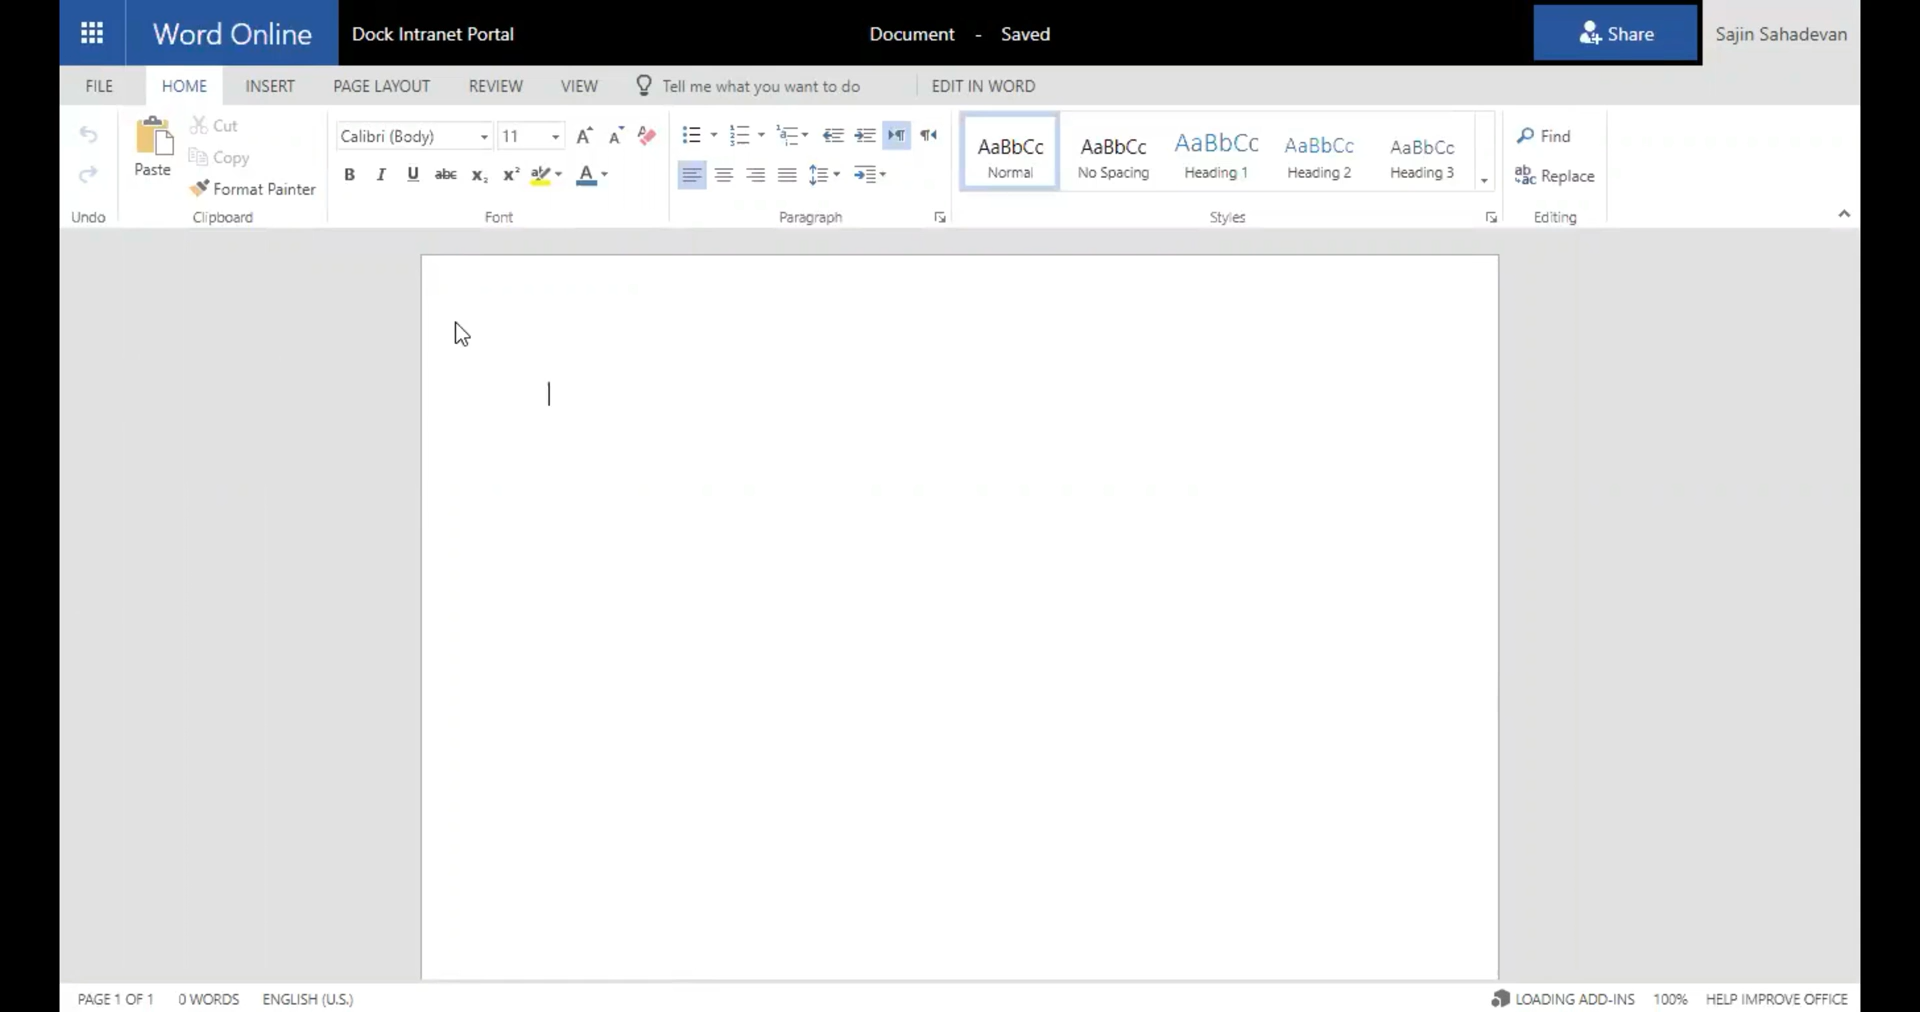 Word Online Dock Intranet Portal Document - Saved Share Sajin Sahadevan
FILE HOME INSERT PAGE LAYOUT REVIEW VIEW Tell me what you want to do EDIT IN WORD
Cut
Copy
Format Painter
Paste
Calibri (Body) 11
B I U abc x₂ x² A
AaBbCc AaBbCc AaBbCc AaBbCc AaBbCc
Normal No Spacing Heading 1 Heading 2 Heading 3
Find
Replace
Undo Clipboard Font Paragraph Styles Editing
PAGE 1 OF 1 0 WORDS ENGLISH (U.S.) LOADING ADD-INS 100% HELP IMPROVE OFFICE